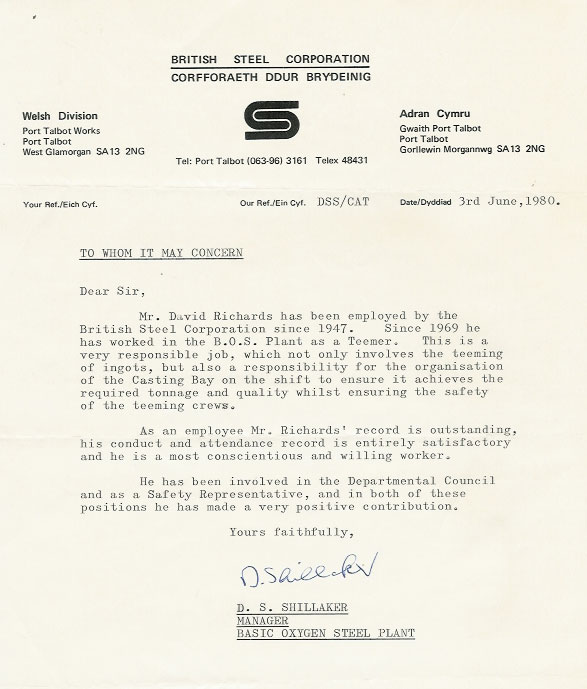 BRITISH STEEL CORPORATION
CORFFORAETH DDUR BRYDEINIG
Welsh Division
Port Talbot Works
Port Talbot
West Glamorgan SA13 2NG
Adran Cymru
Gwaith Port Talbot
Port Talbot
Gorllewin Morgannwg SA13 2NG
Tel: Port Talbot (063-96) 3161 Telex 48431
Your Ref./Eich Cyf.
Our Ref./Ein Cyf. DSS/CAT
Date/Dyddiad 3rd June,1980.
TO WHOM IT MAY CONCERN
Dear Sir,
Mr. David Richards has been employed by the
British Steel Corporation since 1947. Since 1969 he
has worked in the B.O.S. Plant as a Teemer. This is a
very responsible job, which not only involves the teeming
of ingots, but also a responsibility for the organisation
of the Casting Bay on the shift to ensure it achieves the
required tonnage and quality whilst ensuring the safety
of the teeming crews.
As an employee Mr. Richards' record is outstanding,
his conduct and attendance record is entirely satisfactory
and he is a most conscientious and willing worker.
He has been involved in the Departmental Council
and as a Safety Representative, and in both of these
positions he has made a very positive contribution.
Yours faithfully,
D. Shillaker
D. S. SHILLAKER
MANAGER
BASIC OXYGEN STEEL PLANT